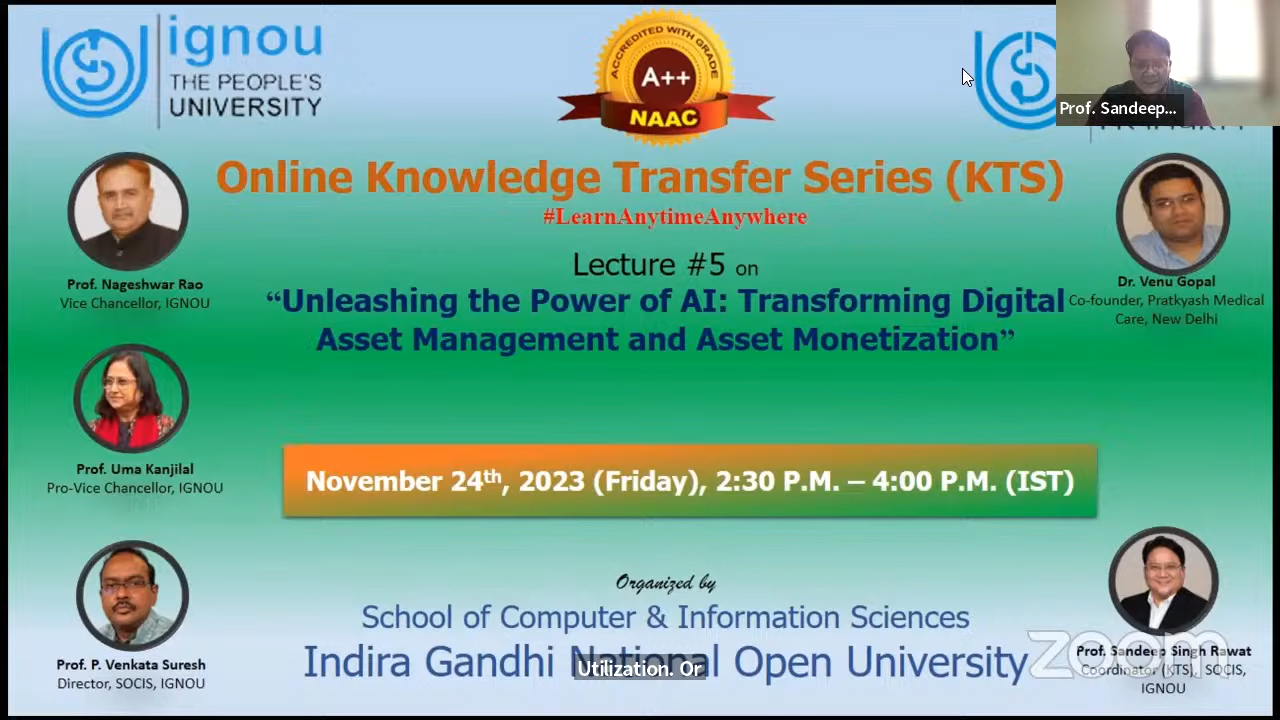 ignou
THE PEOPLE'S
UNIVERSITY
ACCREDITED WITH GRADE
A++
NAAC
Prof. Sandeep...
Online Knowledge Transfer Series (KTS)
#LearnAnytimeAnywhere
Lecture #5 on
“Unleashing the Power of AI: Transforming Digital
Asset Management and Asset Monetization”
Prof. Nageshwar Rao
Vice Chancellor, IGNOU
Dr. Venu Gopal
Co-founder, Pratkyash Medical
Care, New Delhi
Prof. Uma Kanjilal
Pro-Vice Chancellor, IGNOU
November 24th, 2023 (Friday), 2:30 P.M. – 4:00 P.M. (IST)
Organized by
School of Computer & Information Sciences
Indira Gandhi National Open University
Utilization. Or
Prof. P. Venkata Suresh
Director, SOCIS, IGNOU
zoom
Prof. Sandeep Singh Rawat
Coordinator (KTS), SOCIS,
IGNOU